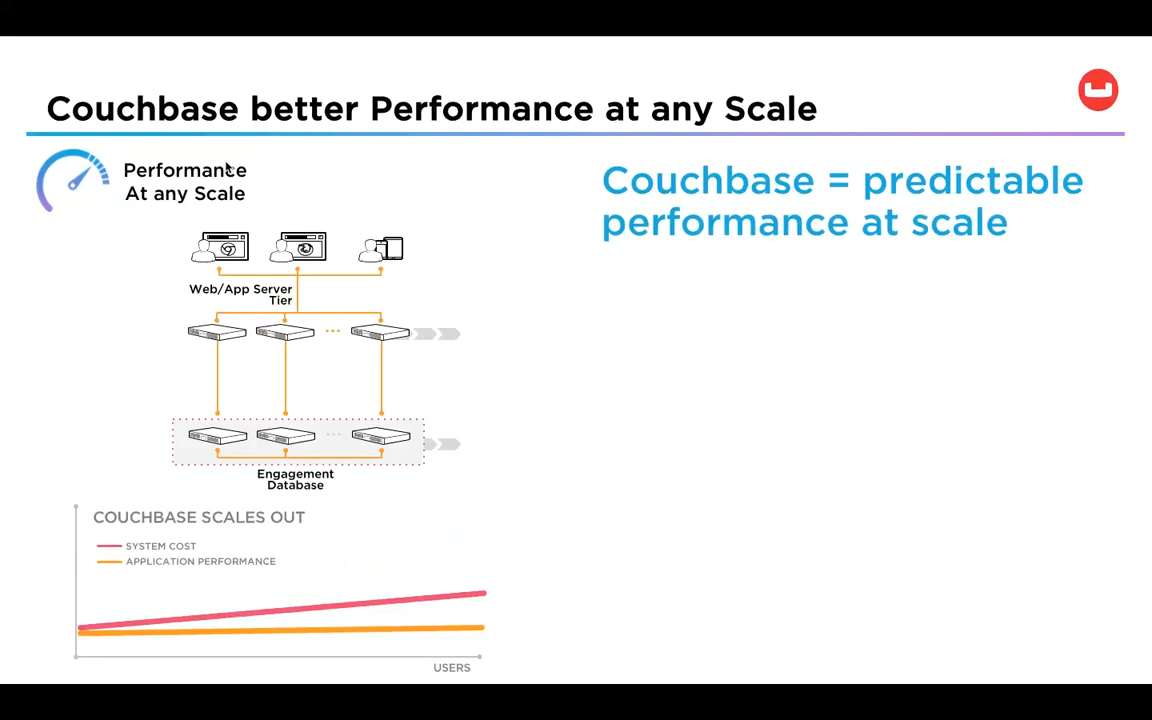 Couchbase better Performance at any Scale
Performance
At any Scale
Couchbase = predictable
performance at scale
Web/App Server
Tier
Engagement
Database
COUCHBASE SCALES OUT
SYSTEM COST
APPLICATION PERFORMANCE
USERS